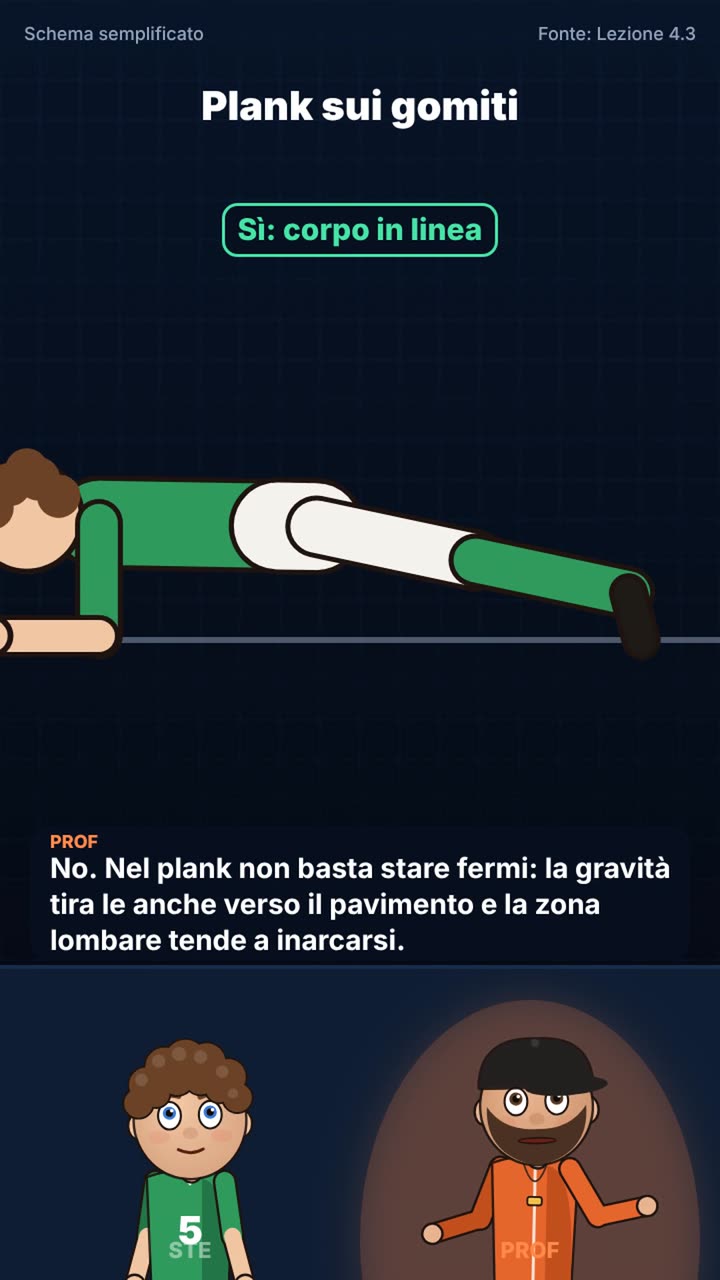 Schema semplificato
Fonte: Lezione 4.3
Plank sui gomiti
Sì: corpo in linea
PROF
No. Nel plank non basta stare fermi: la gravità
tira le anche verso il pavimento e la zona
lombare tende a inarcarsi.
5
STE
PROF